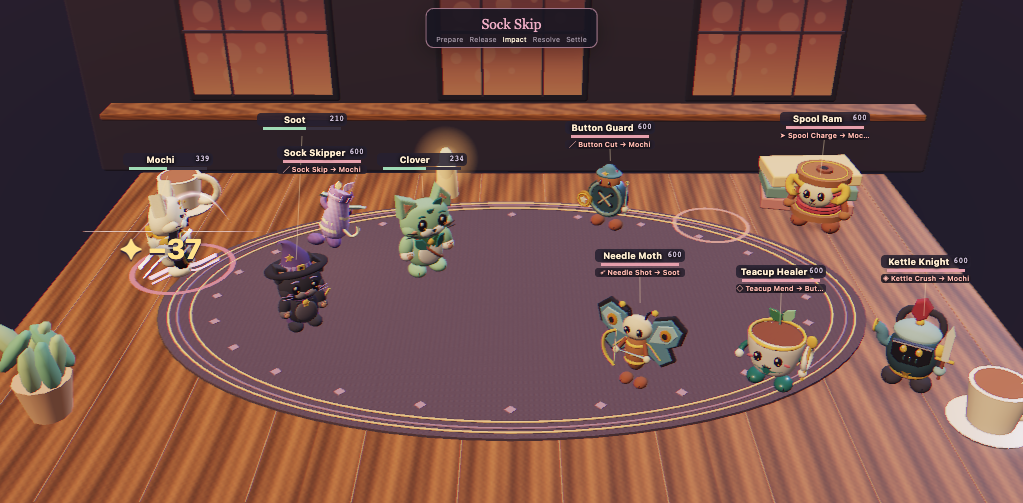 Sock Skip
Prepare Release Impact Resolve Settle
Soot 210
Button Guard 600
Button Cut → Mochi
Spool Ram 600
Spool Charge → Moc...
Mochi 339
Sock Skipper 600
Sock Skip → Mochi
Clover 234
-37
Needle Moth 600
Needle Shot → Soot
Teacup Healer 600
Teacup Mend → But...
Kettle Knight 600
Kettle Crush → Mochi